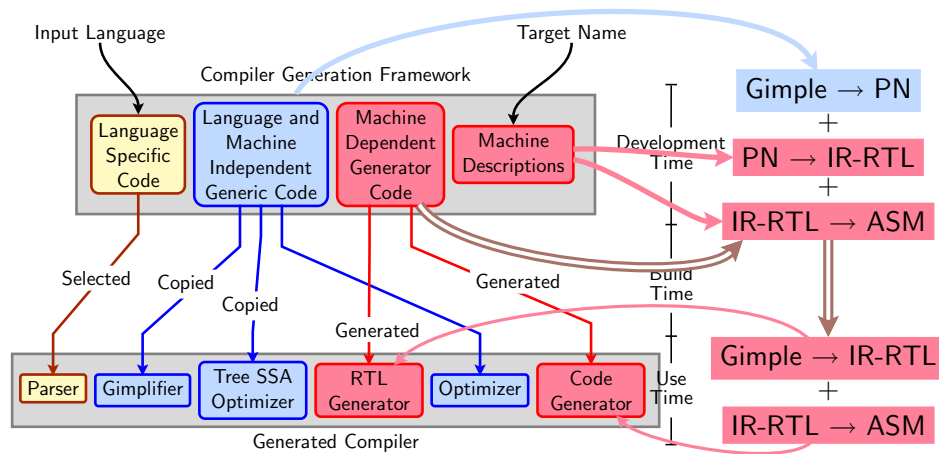 Input Language
Target Name
Compiler Generation Framework
Gimple → PN
+
Language
Specific
Code
Language and
Machine
Independent
Generic Code
Machine
Dependent
Generator
Code
Machine
Descriptions
Development
Time
PN → IR-RTL
+
IR-RTL → ASM
Selected
Copied
Copied
Generated
Generated
Build
Time
Gimple → IR-RTL
+
IR-RTL → ASM
Parser
Gimplifier
Tree SSA
Optimizer
RTL
Generator
Optimizer
Code
Generator
Use
Time
Generated Compiler